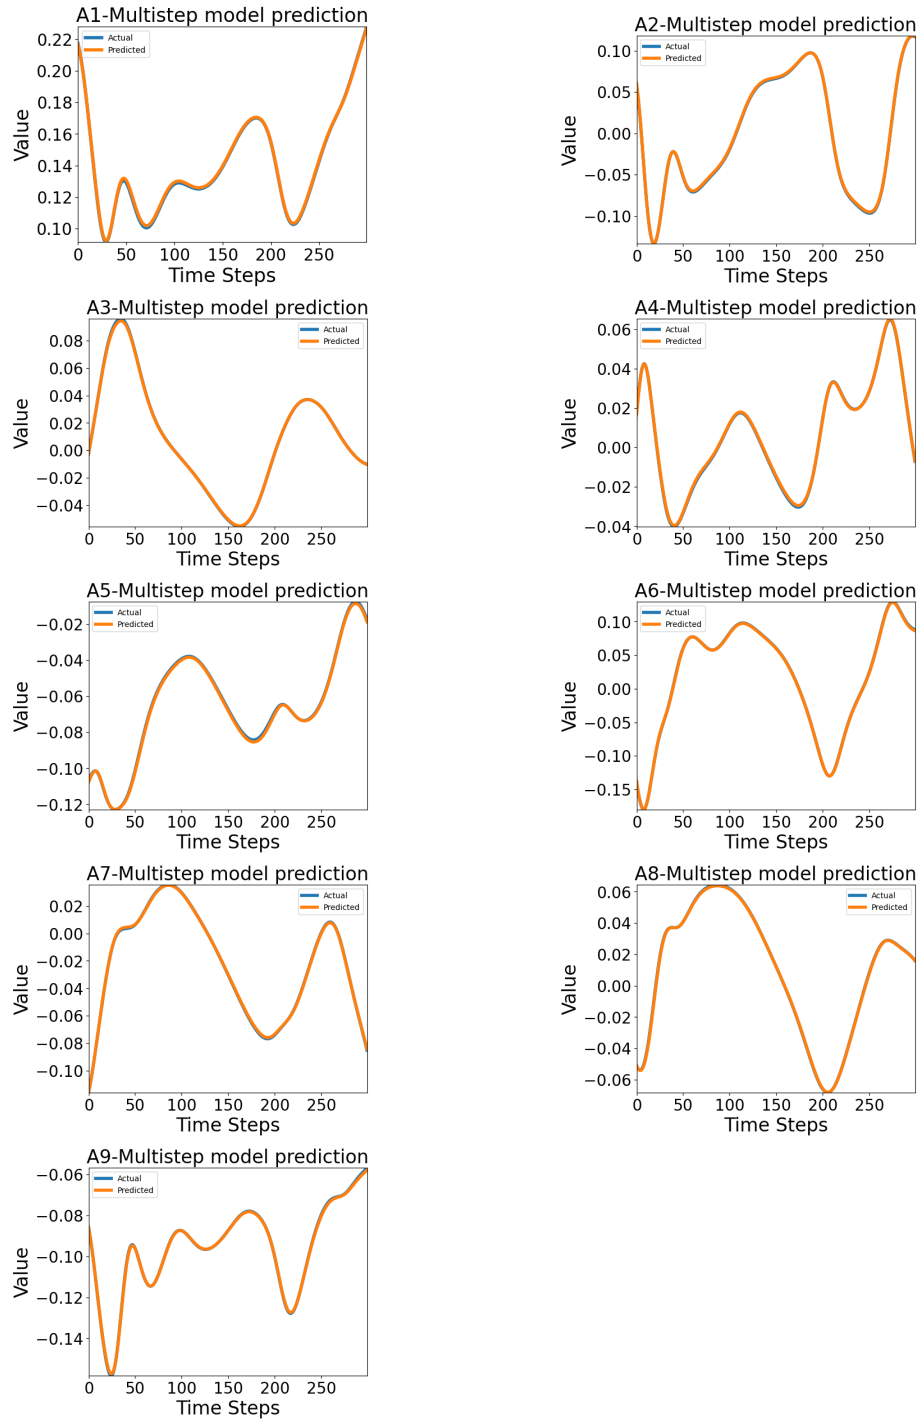 A1-Multistep model prediction
Actual
Predicted
0.22
0.20
0.18
0.16
0.14
0.12
0.10
Value
0 50 100 150 200 250
Time Steps
A2-Multistep model prediction
Actual
Predicted
0.10
0.05
0.00
−0.05
−0.10
Value
0 50 100 150 200 250
Time Steps
A3-Multistep model prediction
Actual
Predicted
0.08
0.06
0.04
0.02
0.00
−0.02
−0.04
Value
0 50 100 150 200 250
Time Steps
A4-Multistep model prediction
Actual
Predicted
0.06
0.04
0.02
0.00
−0.02
−0.04
Value
0 50 100 150 200 250
Time Steps
A5-Multistep model prediction
Actual
Predicted
−0.02
−0.04
−0.06
−0.08
−0.10
−0.12
Value
0 50 100 150 200 250
Time Steps
A6-Multistep model prediction
Actual
Predicted
0.10
0.05
0.00
−0.05
−0.10
−0.15
Value
0 50 100 150 200 250
Time Steps
A7-Multistep model prediction
Actual
Predicted
0.02
0.00
−0.02
−0.04
−0.06
−0.08
−0.10
Value
0 50 100 150 200 250
Time Steps
A8-Multistep model prediction
Actual
Predicted
0.06
0.04
0.02
0.00
−0.02
−0.04
−0.06
Value
0 50 100 150 200 250
Time Steps
A9-Multistep model prediction
Actual
Predicted
−0.06
−0.08
−0.10
−0.12
−0.14
Value
0 50 100 150 200 250
Time Steps